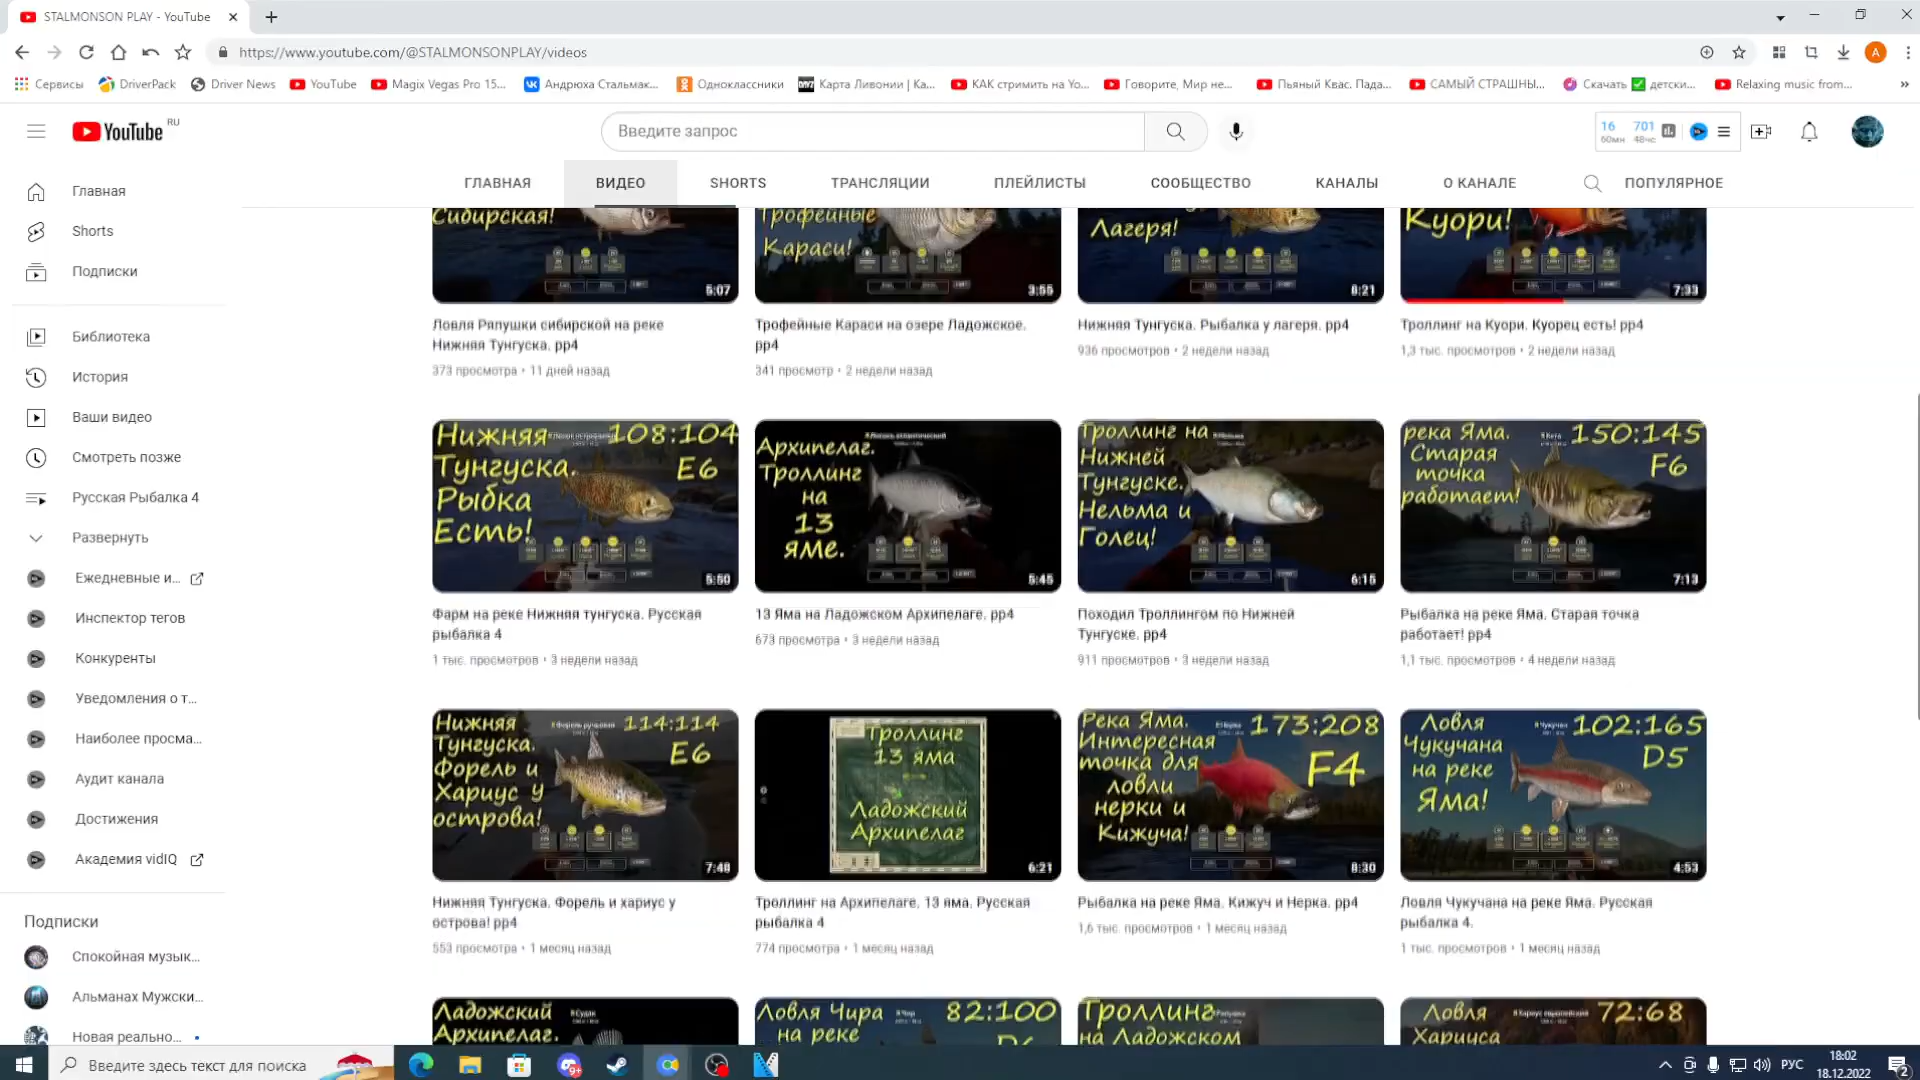 STALMONSON PLAY - YouTube
https://www.youtube.com/@STALMONSONPLAY/videos
A
Сервисы
DriverPack
Driver News
YouTube
Magix Vegas Pro 15...
Андрюха Стальмак...
Одноклассники
Карта Ливонии | Ка...
КАК стримить на Yo...
Говорите, Мир не...
Пьяный Квас. Пада...
САМЫЙ СТРАШНЫ...
Скачать ✅ детски...
Relaxing music from...
YouTube RU
Введите запрос
16 701
60мн 48чс
ГЛАВНАЯ
ВИДЕО
SHORTS
ТРАНСЛЯЦИИ
ПЛЕЙЛИСТЫ
СООБЩЕСТВО
КАНАЛЫ
О КАНАЛЕ
ПОПУЛЯРНОЕ
Главная
Shorts
Подписки
Библиотека
История
Ваши видео
Смотреть позже
Русская Рыбалка 4
Развернуть
Ежедневные и...
Инспектор тегов
Конкуренты
Уведомления о т...
Наиболее просма...
Аудит канала
Достижения
Академия vidIQ
Подписки
Спокойная музык...
Альманах Мужски...
Новая реально...
Сибирская!
5:07
Ловля Ряпушки сибирской на реке
Нижняя Тунгуска. рр4
373 просмотра • 11 дней назад
Трофейные
Караси!
3:55
Трофейные Караси на озере Ладожское.
рр4
341 просмотр • 2 недели назад
Лагеря!
8:21
Нижняя Тунгуска. Рыбалка у лагеря. рр4
936 просмотров • 2 недели назад
Куори!
7:33
Троллинг на Куори. Куорец есть! рр4
1,3 тыс. просмотров • 2 недели назад
Нижняя
Тунгуска.
Рыбка
Есть!
108:104
E6
5:50
Фарм на реке Нижняя тунгуска. Русская
рыбалка 4
1 тыс. просмотров • 3 недели назад
Архипелаг.
Троллинг
на
13
яме.
5:45
13 Яма на Ладожском Архипелаге. рр4
673 просмотра • 3 недели назад
Троллинг на
Нижней
Тунгуске.
Нельма и
Голец!
6:15
Походил Троллингом по Нижней
Тунгуске. рр4
911 просмотров • 3 недели назад
река Яма.
Старая
точка
работает!
150:145
F6
7:13
Рыбалка на реке Яма. Старая точка
работает! рр4
1,1 тыс. просмотров • 4 недели назад
Нижняя
Тунгуска.
Форель и
Хариус у
острова!
114:114
E6
7:48
Нижняя Тунгуска. Форель и хариус у
острова! рр4
553 просмотра • 1 месяц назад
Троллинг
13 яма
Ладожский
Архипелаг
6:21
Троллинг на Архипелаге. 13 яма. Русская
рыбалка 4
774 просмотра • 1 месяц назад
Река Яма.
Интересная
точка для
ловли
нерки и
Кижуча!
173:208
F4
8:30
Рыбалка на реке Яма. Кижуч и Нерка. рр4
1,6 тыс. просмотров • 1 месяц назад
Ловля
Чукучана
на реке
Яма!
102:165
D5
4:53
Ловля Чукучана на реке Яма. Русская
рыбалка 4.
1 тыс. просмотров • 1 месяц назад
Ладожский
Архипелаг.
Ловля Чира
на реке
82:100
Троллинг
на Ладожском
Ловля
Хариуса
72:68
Введите здесь текст для поиска
9+
РУС
18:02
18.12.2022
2